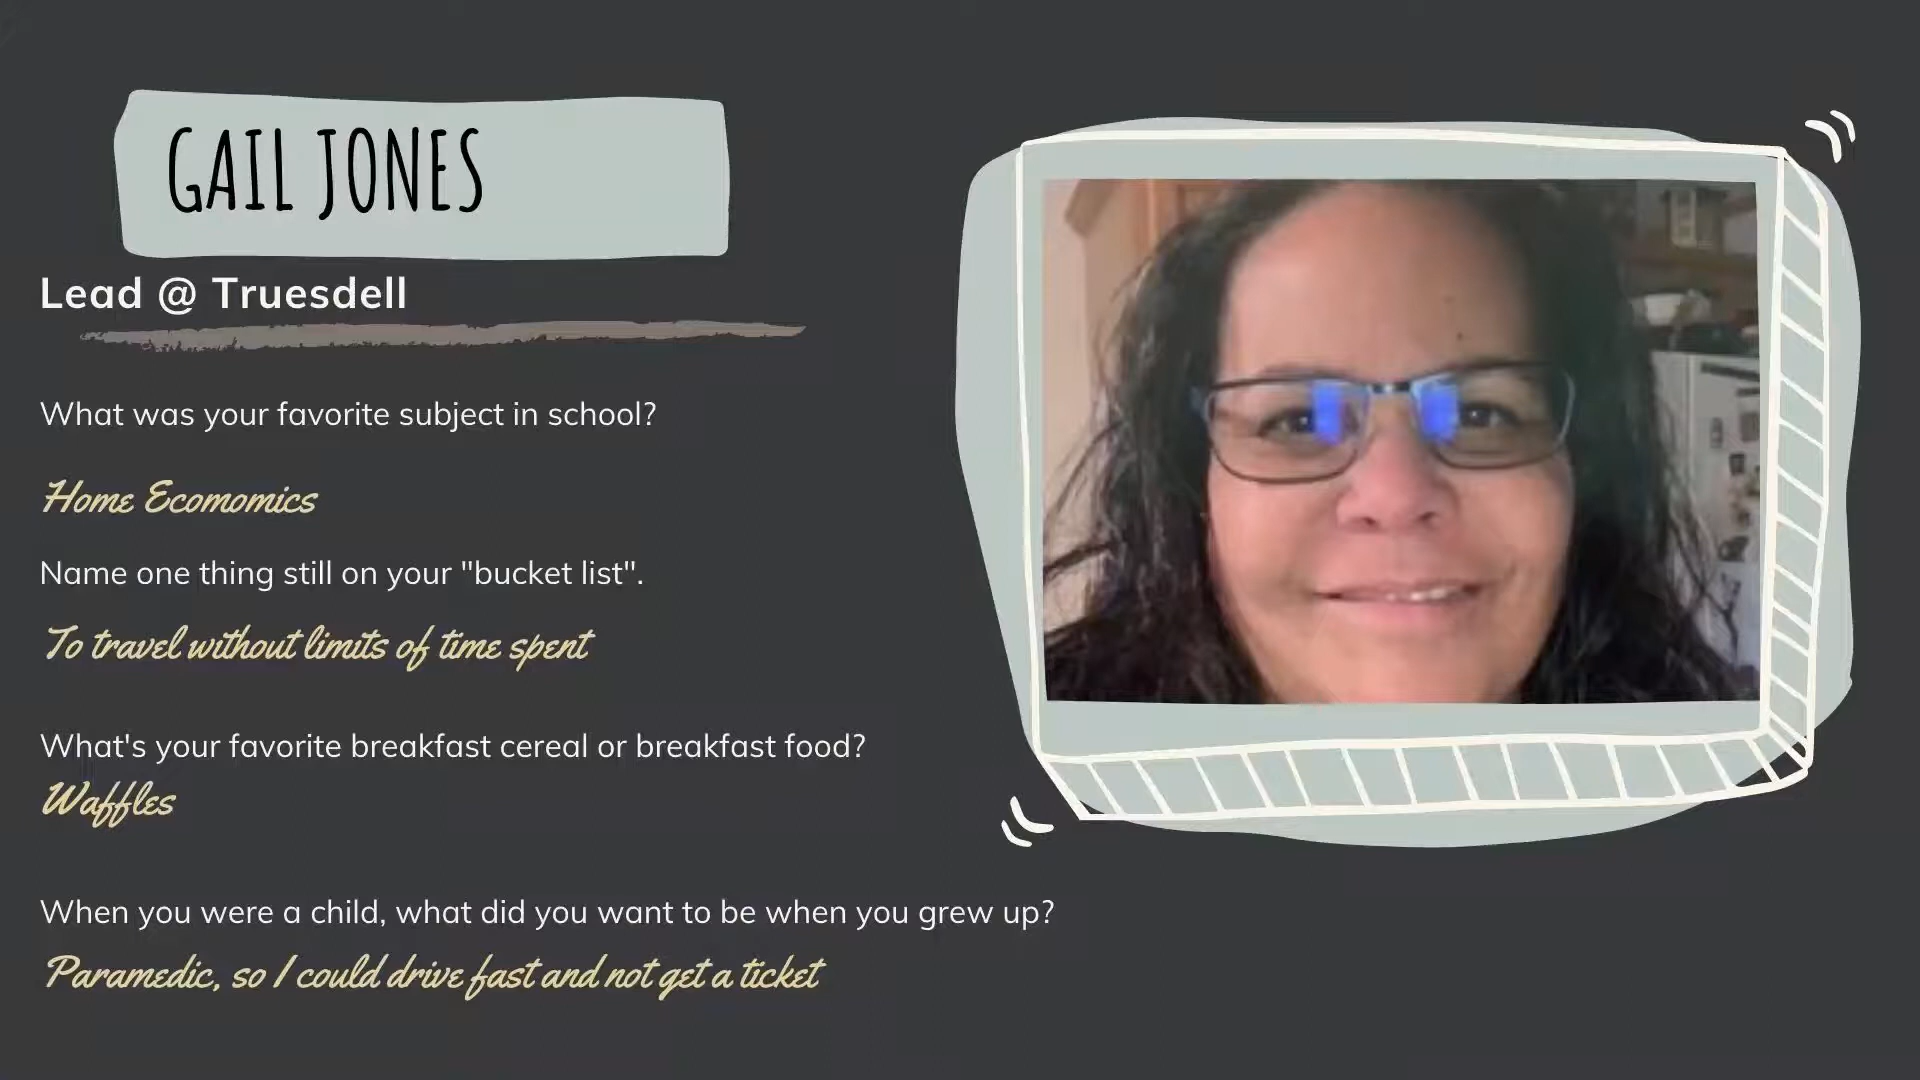 GAIL JONES
Lead @ Truesdell
What was your favorite subject in school?
Home Ecomomics
Name one thing still on your "bucket list".
To travel without limits of time spent
What's your favorite breakfast cereal or breakfast food?
Waffles
When you were a child, what did you want to be when you grew up?
Paramedic, so I could drive fast and not get a ticket